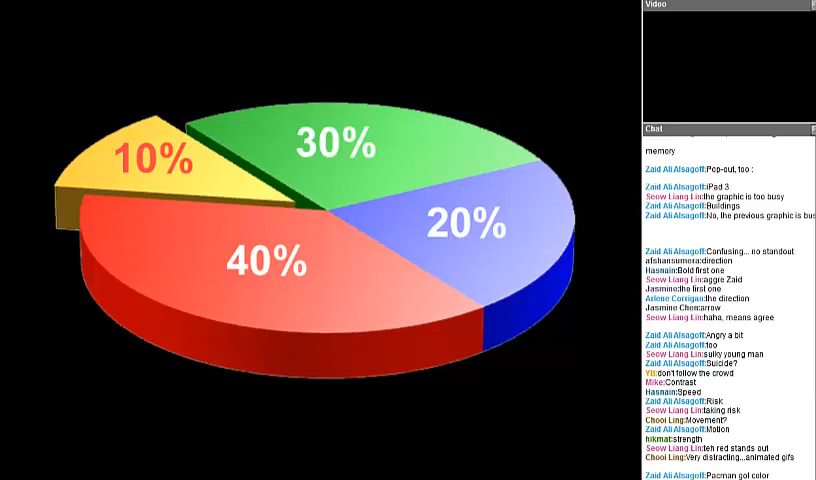 30%
10%
20%
40%
Video
Chat
memory
Zaid Ali Alsagoff:Pop-out, too :
Zaid Ali Alsagoff:iPad 3
Seow Liang Lin:the graphic is too busy
Zaid Ali Alsagoff:Buildings
Zaid Ali Alsagoff:No, the previous graphic is bus
Zaid Ali Alsagoff:Confusing... no standout
afshansumera:direction
Hasnain:Bold first one
Seow Liang Lin:aggre Zaid
Jasmine:the first one
Arlene Corrigan:the direction
Jasmine Chen:arrow
Seow Liang Lin:haha, means agree
Zaid Ali Alsagoff:Angry a bit
Zaid Ali Alsagoff:too
Seow Liang Lin:sulky young man
Zaid Ali Alsagoff:Suicide?
YB:don't follow the crowd
Mike:Contrast
Hasnain:Speed
Zaid Ali Alsagoff:Risk
Seow Liang Lin:taking risk
Chooi Ling:Movement?
Zaid Ali Alsagoff:Motion
hikmat:strength
Seow Liang Lin:teh red stands out
Chooi Ling:Very distracting...animated gifs
Zaid Ali Alsagoff:Pacman got color